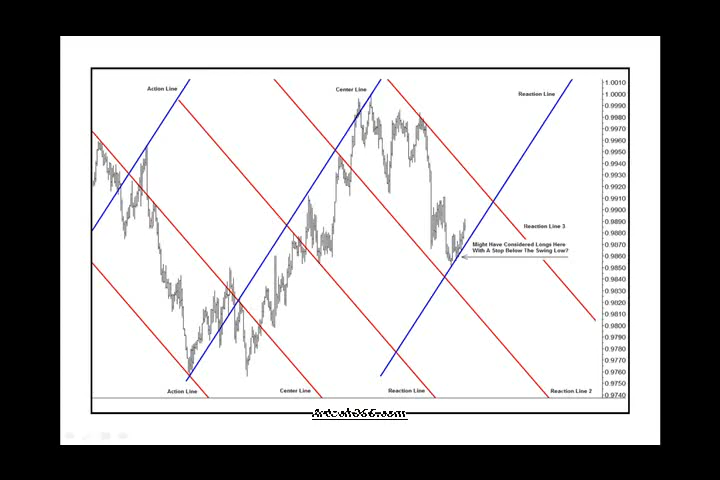 Action Line
Center Line
Reaction Line
Reaction Line 3
Might Have Considered Longs Here
With A Stop Below The Swing Low?
Action Line
Center Line
Reaction Line
Reaction Line 2
1.0010
1.0000
0.9990
0.9980
0.9970
0.9960
0.9950
0.9940
0.9930
0.9920
0.9910
0.9900
0.9890
0.9880
0.9870
0.9860
0.9850
0.9840
0.9830
0.9820
0.9810
0.9800
0.9790
0.9780
0.9770
0.9760
0.9750
0.9740